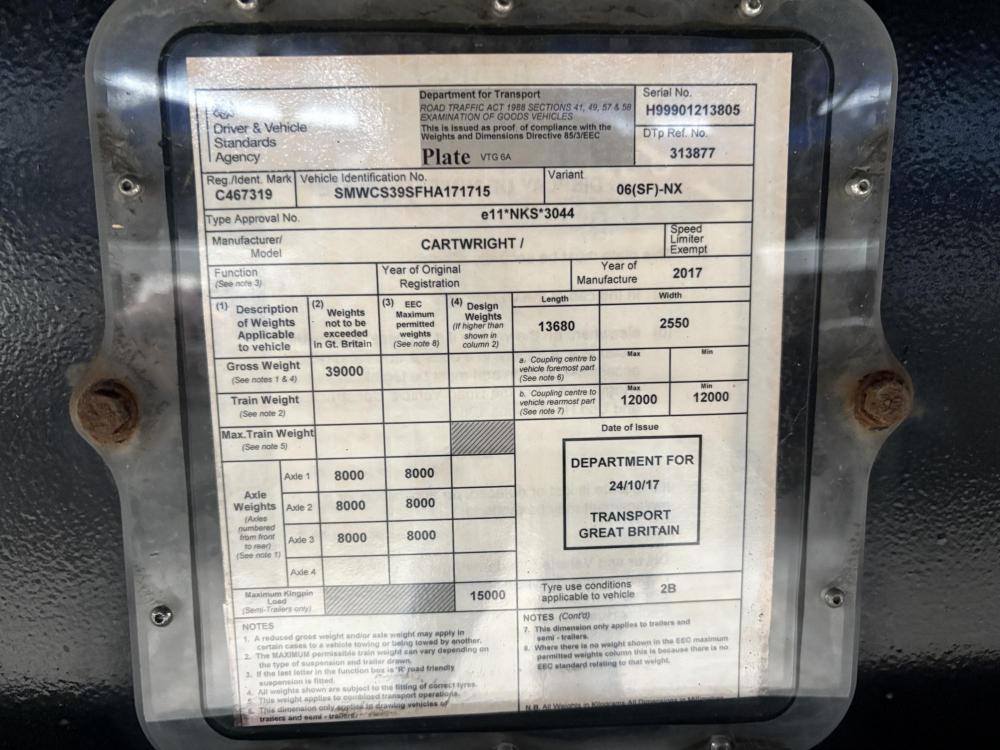 Driver & Vehicle
Standards
Agency
Department for Transport
ROAD TRAFFIC ACT 1988 SECTIONS 41, 49, 57 & 58
EXAMINATION OF GOODS VEHICLES
This is issued as proof of compliance with the
Weights and Dimensions Directive 85/3/EEC
Plate VTG 6A
Serial No.
H99901213805
DTp Ref. No.
313877
Reg./Ident. Mark
C467319
Vehicle Identification No.
SMWCS39SFHA171715
Variant
06(SF)-NX
Type Approval No.
e11*NKS*3044
Manufacturer/
Model
CARTWRIGHT /
Speed
Limiter
Exempt
Function
(See note 3)
Year of Original
Registration
Year of
Manufacture
2017
(1) Description
of Weights
Applicable
to vehicle
(2) Weights
not to be
exceeded
in Gt. Britain
(3) EEC
Maximum
permitted
weights
(See note 8)
(4) Design
Weights
(If higher than
shown in
column 2)
Length
13680
Width
2550
Gross Weight
(See notes 1 & 4)
39000
a. Coupling centre to
vehicle foremost part
(See note 6)
Max
Min
Train Weight
(See note 2)
b. Coupling centre to
vehicle rearmost part
(See note 7)
Max
12000
Min
12000
Max.Train Weight
(See note 5)
Date of Issue
DEPARTMENT FOR
24/10/17
TRANSPORT
GREAT BRITAIN
Axle
Weights
(Axles
numbered
from front
to rear)
(See note 1)
Axle 1 8000 8000
Axle 2 8000 8000
Axle 3 8000 8000
Axle 4
Maximum Kingpin
Load
(Semi-Trailers only)
15000
Tyre use conditions
applicable to vehicle
2B
NOTES
1. A reduced gross weight and/or axle weight may apply in
certain cases to a vehicle towing or being towed by another.
2. The MAXIMUM permissible train weight can vary depending on
the type of suspension and trailer drawn.
3. If the last letter in the function box is 'R' road friendly
suspension is fitted.
4. All weights shown are subject to the fitting of correct tyres.
5. This weight applies to combined transport operations.
6. This dimension only applies to drawing vehicles of
trailers and semi - trailers.
NOTES (Cont'd)
7. This dimension only applies to trailers and
semi - trailers.
8. Where there is no weight shown in the EEC maximum
permitted weights column this is because there is no
EEC standard relating to that weight.
N.B. All Weights in Kilograms All Dimensions in